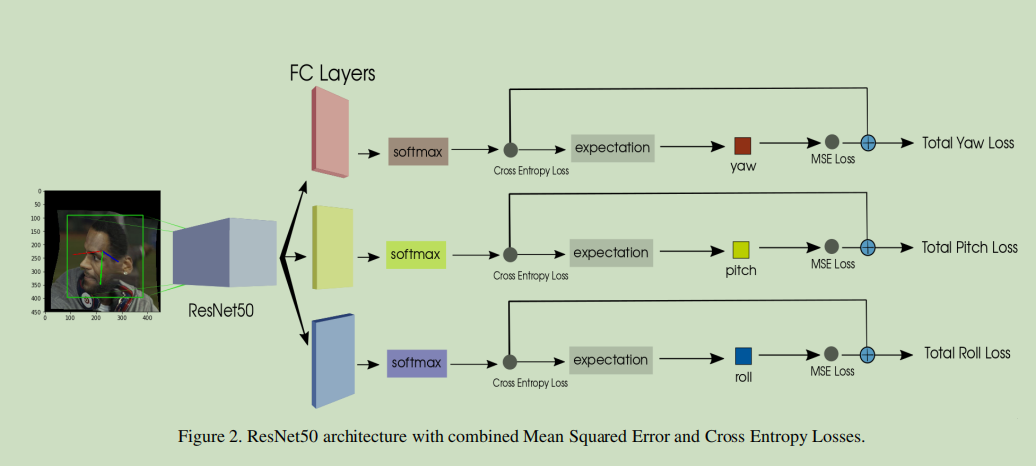 FC Layers
softmax
Cross Entropy Loss
expectation
yaw
MSE Loss
Total Yaw Loss
0
50
100
150
200
250
300
350
400
450
0 100 200 300 400
ResNet50
softmax
Cross Entropy Loss
expectation
pitch
MSE Loss
Total Pitch Loss
softmax
Cross Entropy Loss
expectation
roll
MSE Loss
Total Roll Loss
Figure 2. ResNet50 architecture with combined Mean Squared Error and Cross Entropy Losses.